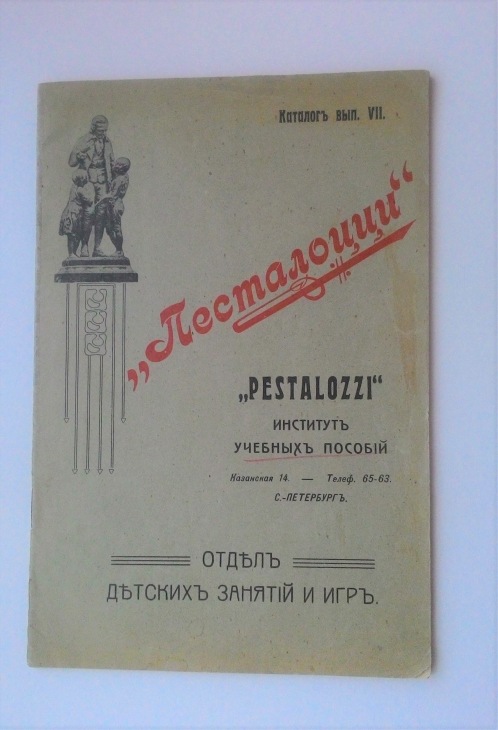 Каталогъ вып. VII.
„Песталоцци“
„PESTALOZZI“
ИНСТИТУТЪ
УЧЕБНЫХЪ ПОСОБІЙ
Казанская 14. — Телеф. 65-63.
С.-ПЕТЕРБУРГЪ.
ОТДѢЛЪ
ДѢТСКИХЪ ЗАНЯТІЙ И ИГРЪ.